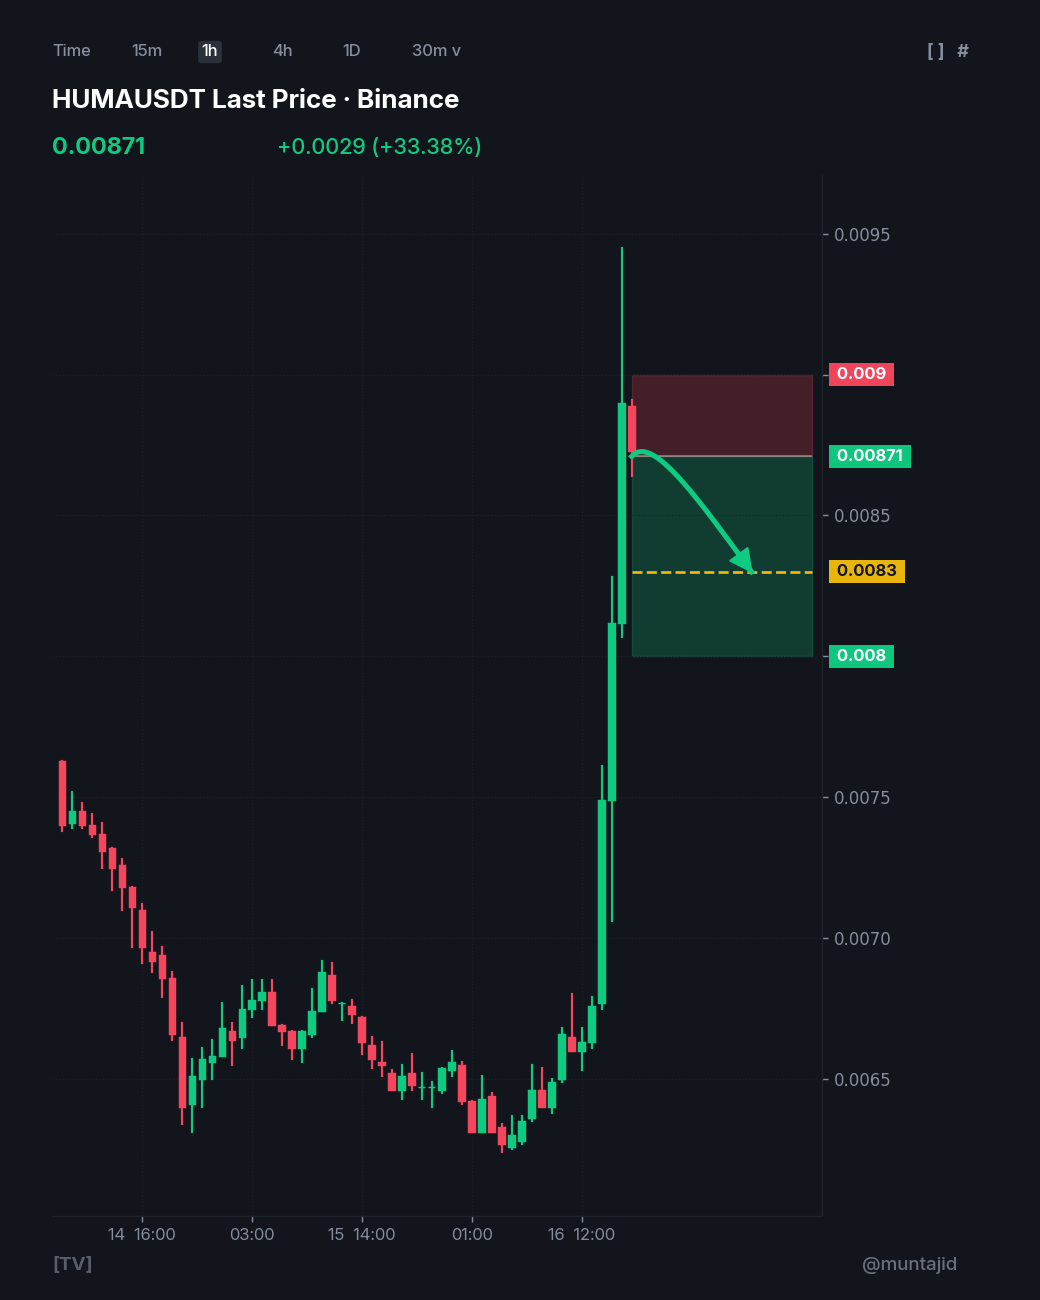 Time 15m 1h 4h 1D 30m v [ ] #
HUMAUSDT Last Price · Binance
0.00871 +0.0029 (+33.38%)
0.0095
0.009
0.00871
0.0085
0.0083
0.008
0.0075
0.0070
0.0065
14 16:00 03:00 15 14:00 01:00 16 12:00
[TV] @muntajid